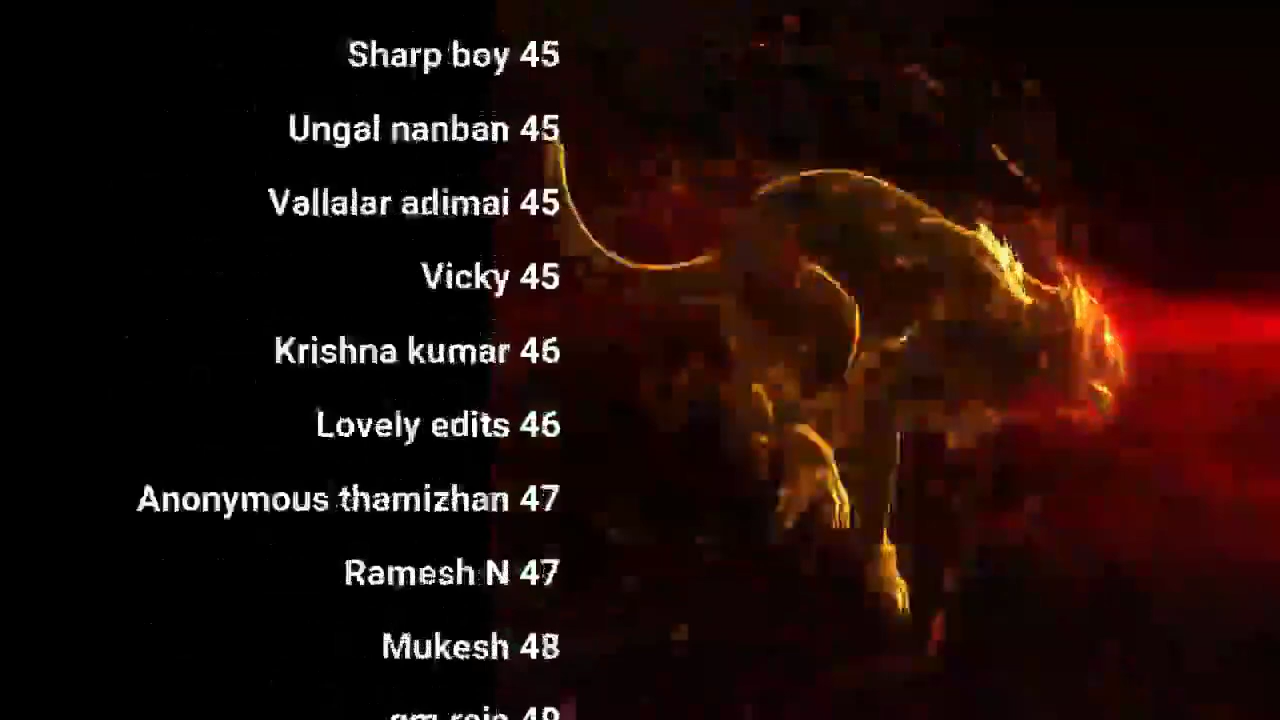 Sharp boy 45
Ungal nanban 45
Vallalar adimai 45
Vicky 45
Krishna kumar 46
Lovely edits 46
Anonymous thamizhan 47
Ramesh N 47
Mukesh 48